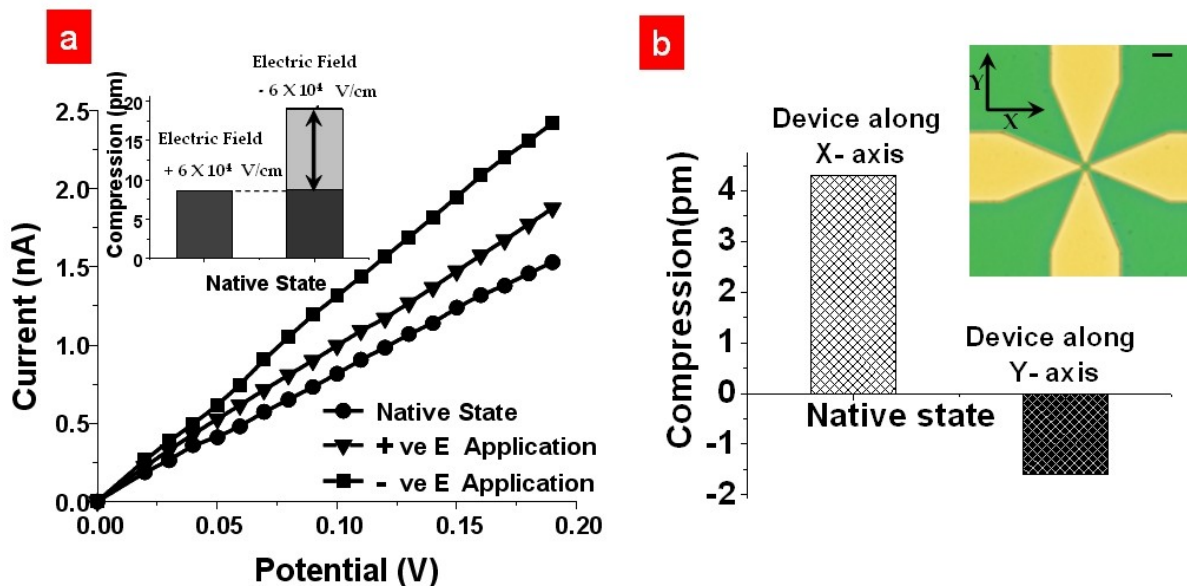 a
Electric Field
- 6 X 10⁴ V/cm
Electric Field
+ 6 X 10⁴ V/cm
Compression (pm)
20
15
10
5
0
Native State
Current (nA)
2.5
2.0
1.5
1.0
0.5
0.0
Native State
+ ve E Application
- ve E Application
0.00 0.05 0.10 0.15 0.20
Potential (V)
b
Y
X
Device along
X- axis
Compression(pm)
4
3
2
1
0
-1
-2
Native state
Device along
Y- axis